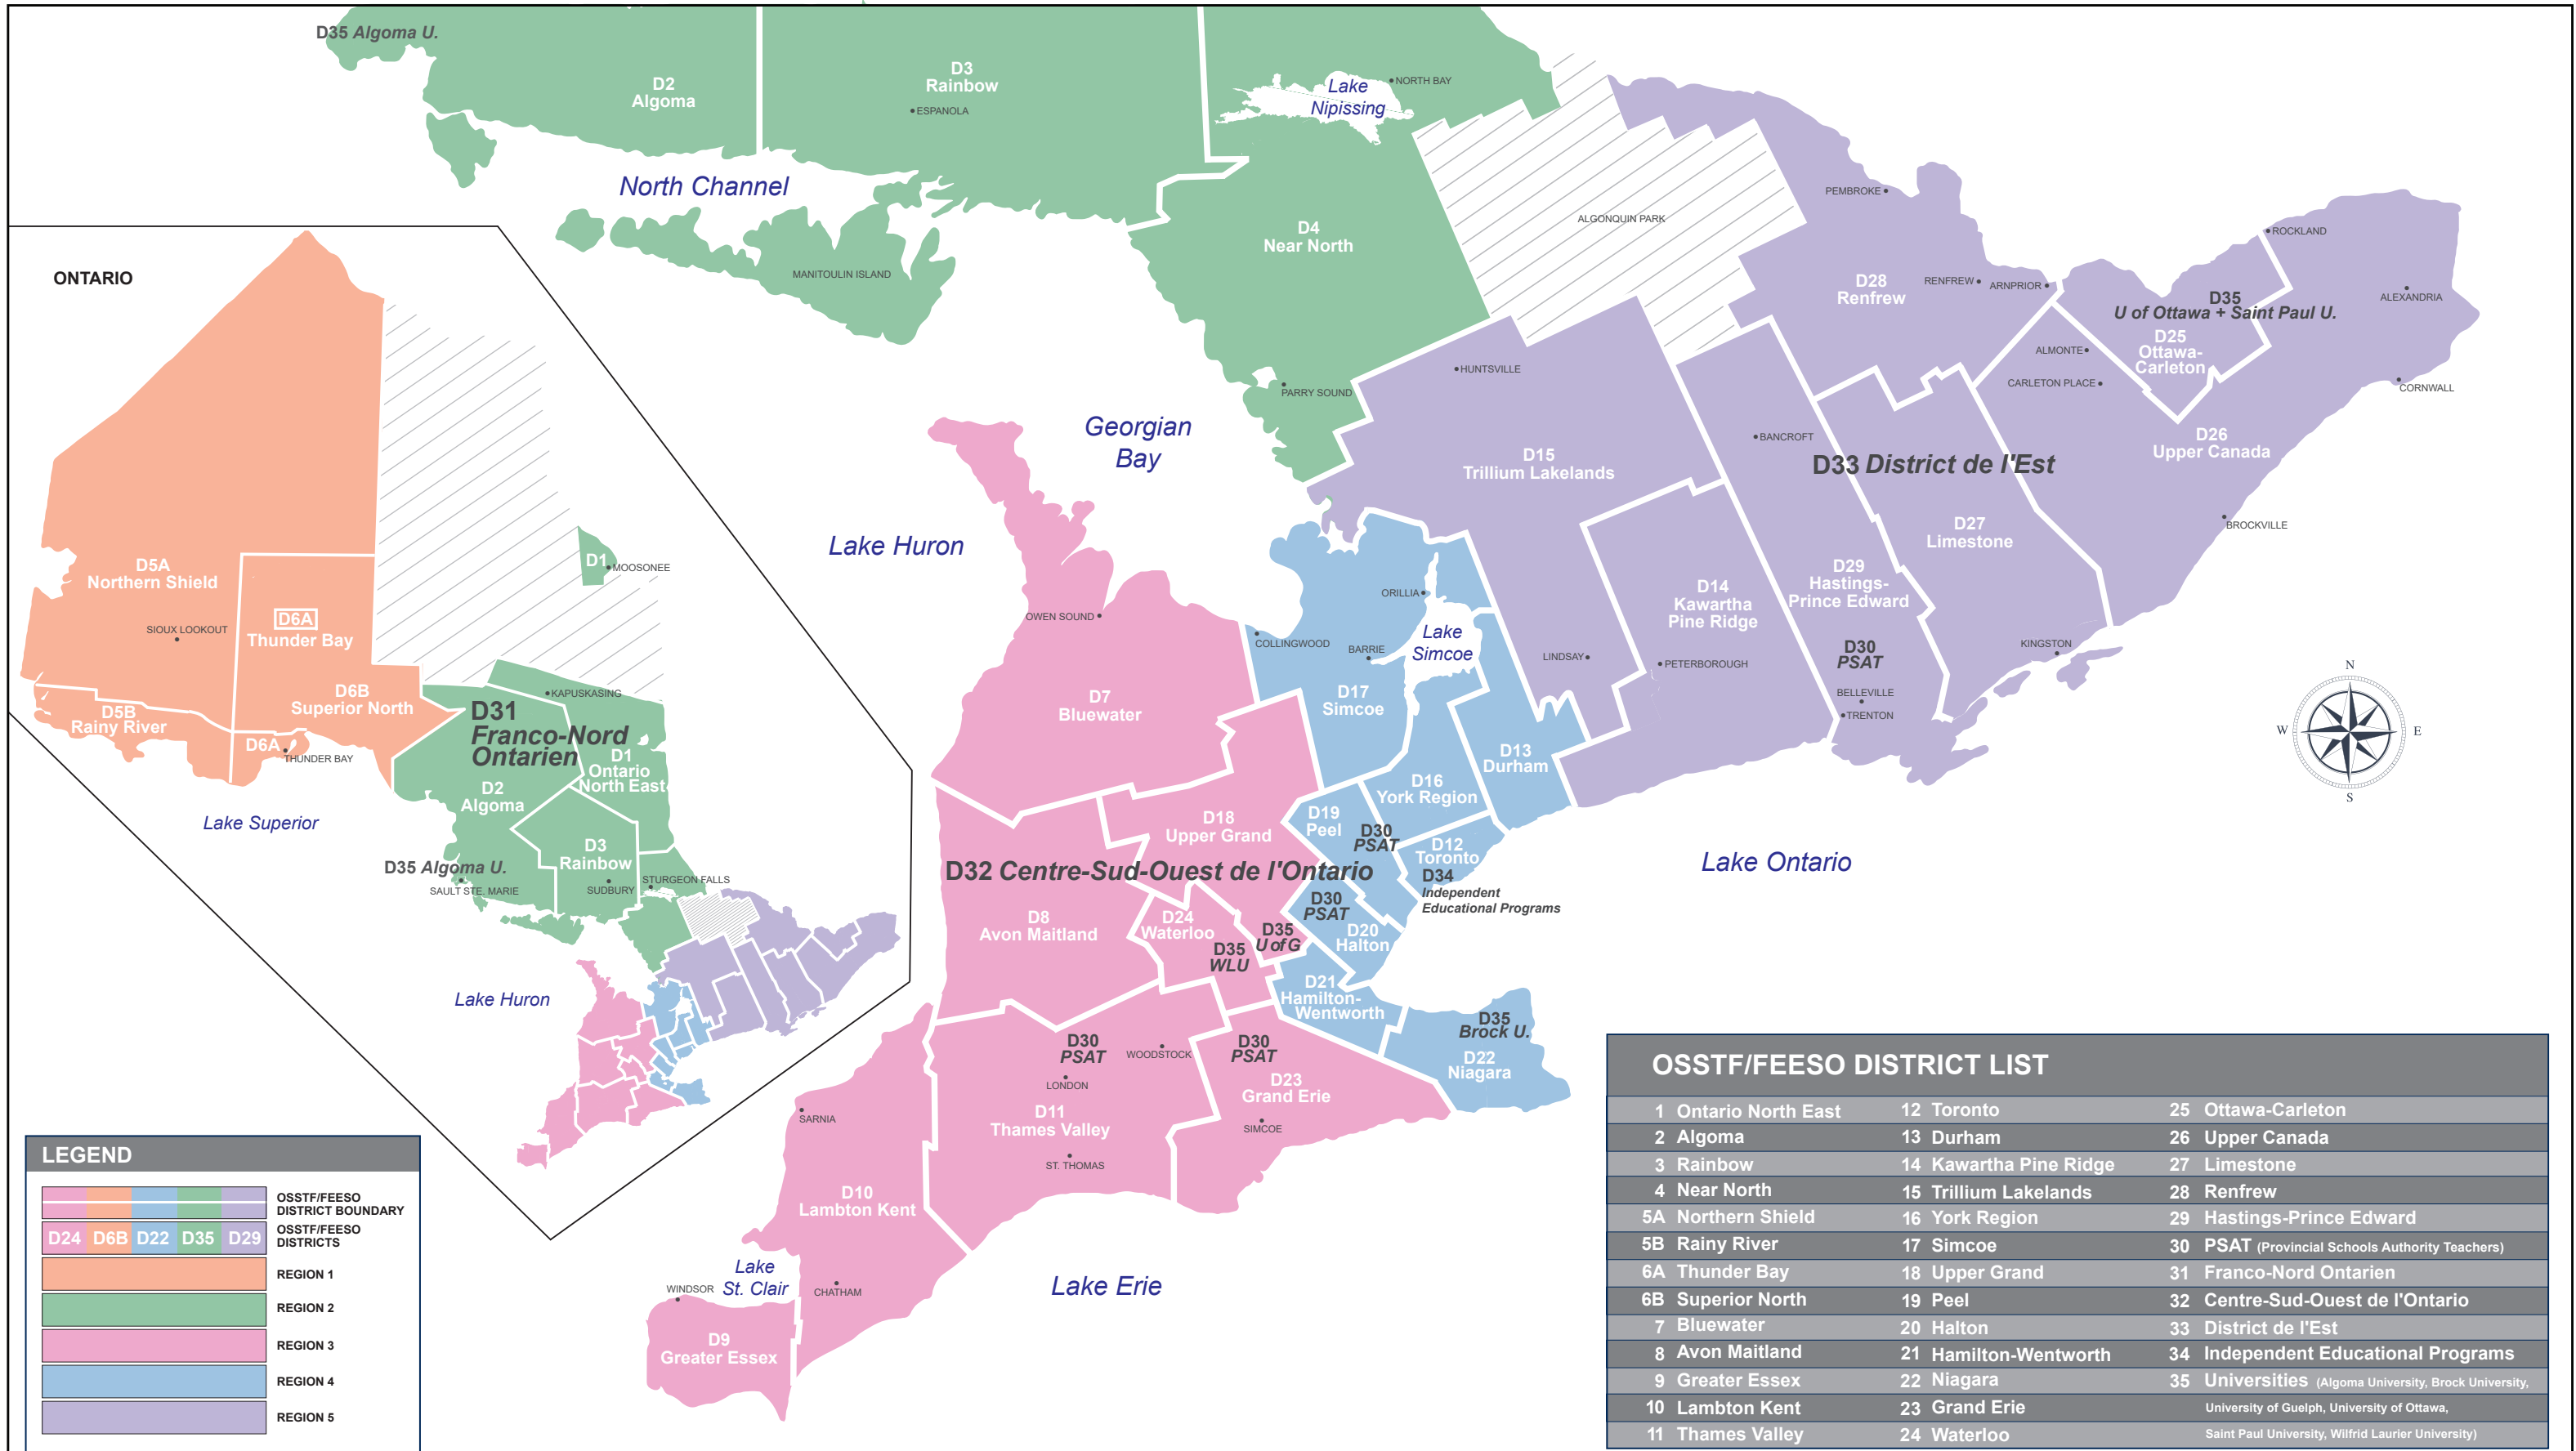 D35 Algoma U.
D2
Algoma
D3
Rainbow
ESPANOLA
Lake
Nipissing
NORTH BAY
North Channel
MANITOULIN ISLAND
D4
Near North
PARRY SOUND
ALGONQUIN PARK
PEMBROKE
D28
Renfrew
RENFREW
ARNPRIOR
ROCKLAND
D35
U of Ottawa + Saint Paul U.
D25
Ottawa-
Carleton
ALEXANDRIA
ALMONTE
CARLETON PLACE
CORNWALL
D26
Upper Canada
BROCKVILLE
HUNTSVILLE
D15
Trillium Lakelands
BANCROFT
D33 District de l'Est
D27
Limestone
D29
Hastings-
Prince Edward
D14
Kawartha
Pine Ridge
LINDSAY
PETERBOROUGH
D30
PSAT
BELLEVILLE
TRENTON
KINGSTON
N
W
E
S
Georgian
Bay
Lake Huron
OWEN SOUND
D7
Bluewater
COLLINGWOOD
ORILLIA
BARRIE
Lake
Simcoe
D17
Simcoe
D13
Durham
D16
York Region
D19
Peel
D30
PSAT
D12
Toronto
D34
Independent
Educational Programs
Lake Ontario
D18
Upper Grand
D32 Centre-Sud-Ouest de l'Ontario
D8
Avon Maitland
D24
Waterloo
D35
WLU
D35
U of G
D30
PSAT
D20
Halton
D21
Hamilton-
Wentworth
D35
Brock U.
D22
Niagara
D30
PSAT
LONDON
WOODSTOCK
D30
PSAT
D23
Grand Erie
SIMCOE
D11
Thames Valley
ST. THOMAS
SARNIA
D10
Lambton Kent
CHATHAM
Lake
St. Clair
WINDSOR
D9
Greater Essex
Lake Erie
ONTARIO
D5A
Northern Shield
SIOUX LOOKOUT
D6A
Thunder Bay
D6B
Superior North
D5B
Rainy River
D6A
THUNDER BAY
Lake Superior
D1
MOOSONEE
KAPUSKASING
D31
Franco-Nord
Ontarien
D1
Ontario
North East
D2
Algoma
D3
Rainbow
D35 Algoma U.
SAULT STE. MARIE
SUDBURY
STURGEON FALLS
Lake Huron
LEGEND
OSSTF/FEESO
DISTRICT BOUNDARY
D24 D6B D22 D35 D29
OSSTF/FEESO
DISTRICTS
REGION 1
REGION 2
REGION 3
REGION 4
REGION 5
OSSTF/FEESO DISTRICT LIST
1 Ontario North East
2 Algoma
3 Rainbow
4 Near North
5A Northern Shield
5B Rainy River
6A Thunder Bay
6B Superior North
7 Bluewater
8 Avon Maitland
9 Greater Essex
10 Lambton Kent
11 Thames Valley
12 Toronto
13 Durham
14 Kawartha Pine Ridge
15 Trillium Lakelands
16 York Region
17 Simcoe
18 Upper Grand
19 Peel
20 Halton
21 Hamilton-Wentworth
22 Niagara
23 Grand Erie
24 Waterloo
25 Ottawa-Carleton
26 Upper Canada
27 Limestone
28 Renfrew
29 Hastings-Prince Edward
30 PSAT (Provincial Schools Authority Teachers)
31 Franco-Nord Ontarien
32 Centre-Sud-Ouest de l'Ontario
33 District de l'Est
34 Independent Educational Programs
35 Universities (Algoma University, Brock University,
University of Guelph, University of Ottawa,
Saint Paul University, Wilfrid Laurier University)